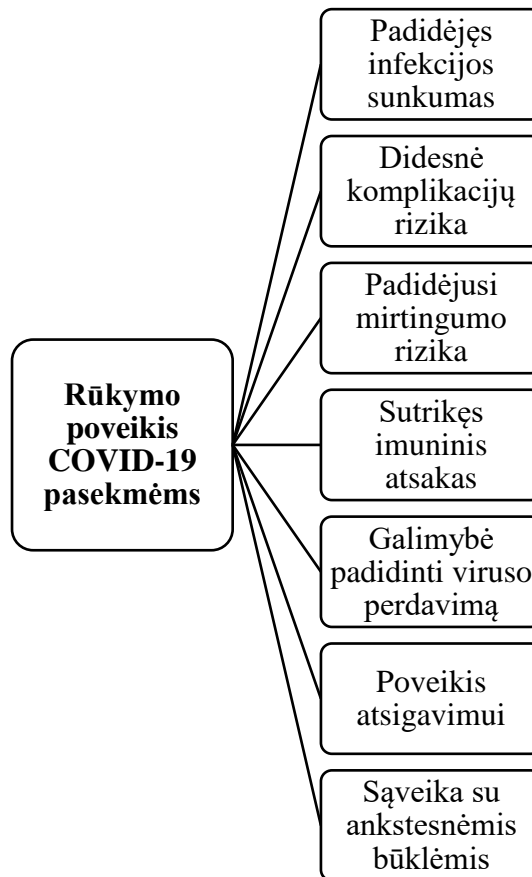 Rūkymo
poveikis
COVID-19
pasekmėms
Padidėjęs
infekcijos
sunkumas
Didesnė
komplikacijų
rizika
Padidėjusi
mirtingumo
rizika
Sutrikęs
imuninis
atsakas
Galimybė
padidinti viruso
perdavimą
Poveikis
atsigavimui
Sąveika su
ankstesnėmis
būklėmis